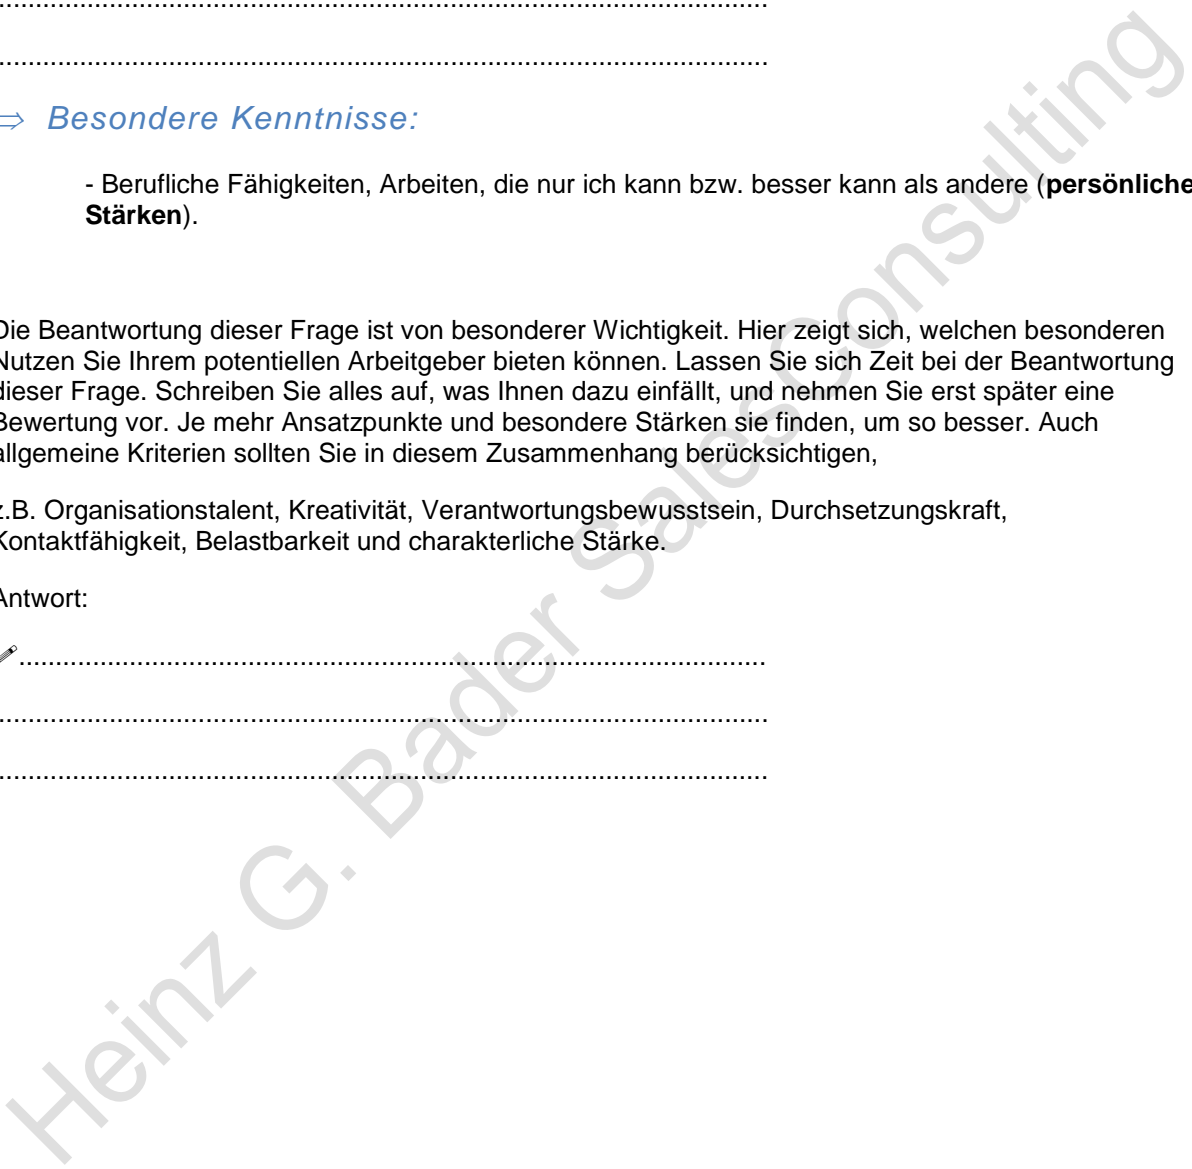 ..........................................................................................................
..........................................................................................................
⇒ Besondere Kenntnisse:
- Berufliche Fähigkeiten, Arbeiten, die nur ich kann bzw. besser kann als andere (persönliche
Stärken).
Die Beantwortung dieser Frage ist von besonderer Wichtigkeit. Hier zeigt sich, welchen besonderen
Nutzen Sie Ihrem potentiellen Arbeitgeber bieten können. Lassen Sie sich Zeit bei der Beantwortung
dieser Frage. Schreiben Sie alles auf, was Ihnen dazu einfällt, und nehmen Sie erst später eine
Bewertung vor. Je mehr Ansatzpunkte und besondere Stärken sie finden, um so besser. Auch
allgemeine Kriterien sollten Sie in diesem Zusammenhang berücksichtigen,
z.B. Organisationstalent, Kreativität, Verantwortungsbewusstsein, Durchsetzungskraft,
Kontaktfähigkeit, Belastbarkeit und charakterliche Stärke.
Antwort:
✎.......................................................................................................
..........................................................................................................
..........................................................................................................
Heinz G. Bader SalesConsulting